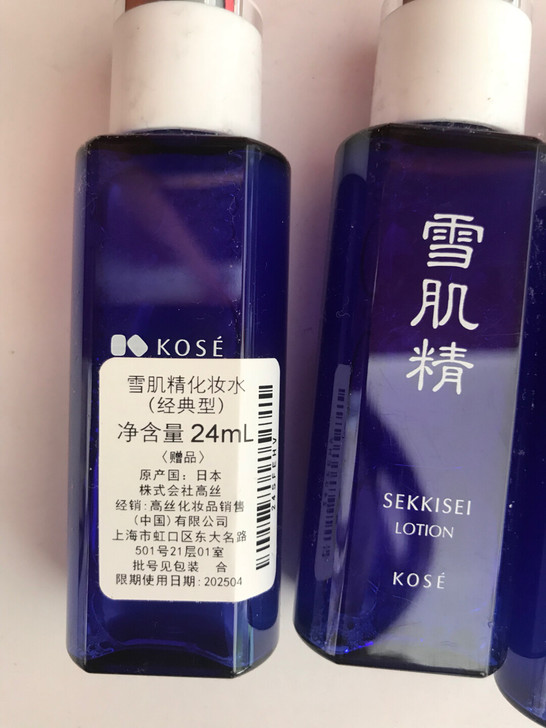 KOSÉ
雪肌精化妆水
（经典型）
净含量 24mL
〈赠品〉
原产国：日本
株式会社高丝
经销：高丝化妆品销售
（中国）有限公司
上海市虹口区东大名路
501号21层01室
批号见包装 合
限期使用日期：202504
雪肌精
SEKKISEI
LOTION
KOSÉ